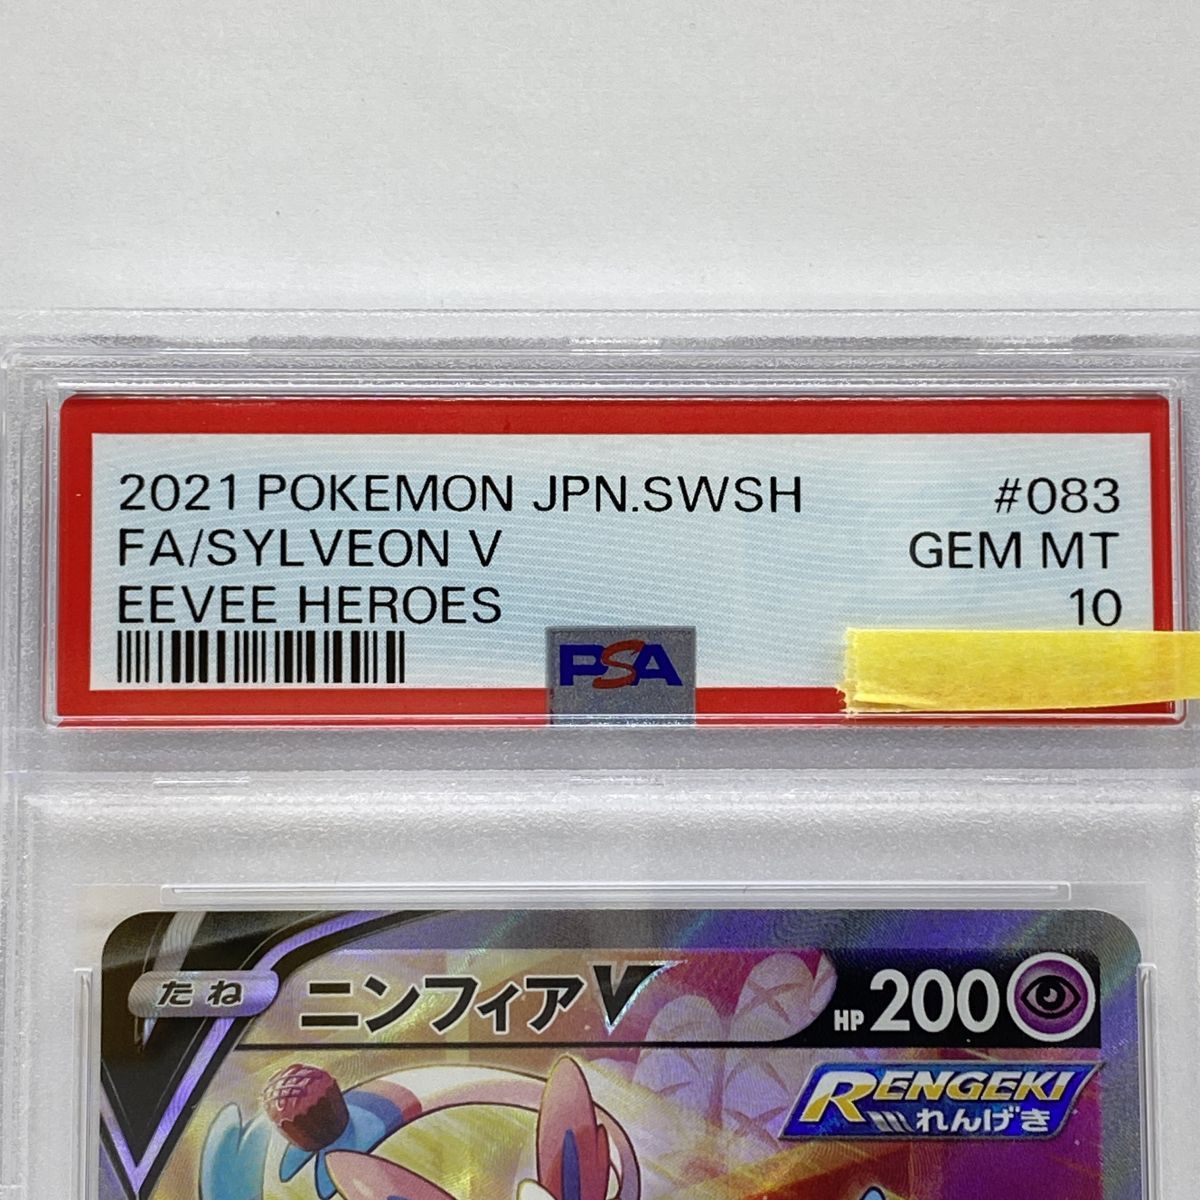 2021 POKEMON JPN.SWSH #083
FA/SYLVEON V GEM MT
EEVEE HEROES 10
PSA
たね ニンフィアV HP 200
RENGEKI
れんげき